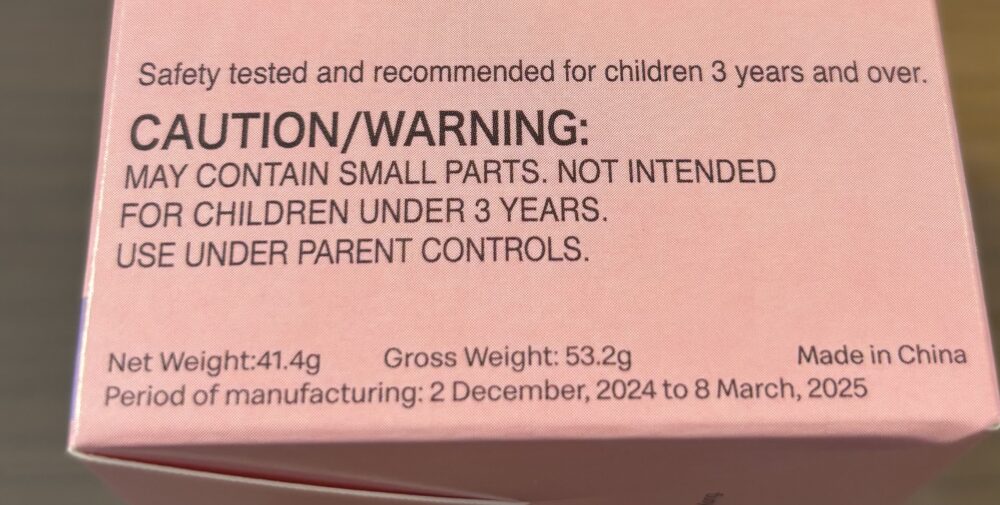 Safety tested and recommended for children 3 years and over.
CAUTION/WARNING:
MAY CONTAIN SMALL PARTS. NOT INTENDED
FOR CHILDREN UNDER 3 YEARS.
USE UNDER PARENT CONTROLS.
Net Weight:41.4g Gross Weight: 53.2g Made in China
Period of manufacturing: 2 December, 2024 to 8 March, 2025